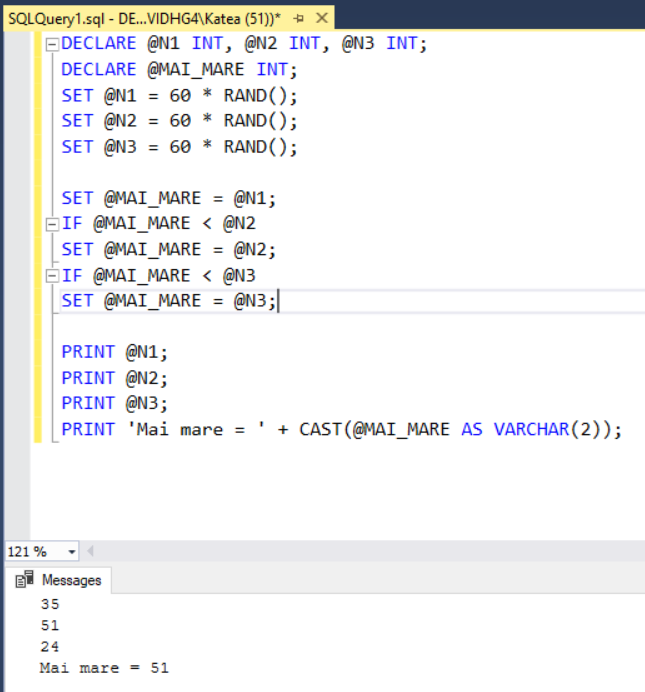 SQLQuery1.sql - DE...VIDHG4\Katea (51))*
DECLARE @N1 INT, @N2 INT, @N3 INT;
DECLARE @MAI_MARE INT;
SET @N1 = 60 * RAND();
SET @N2 = 60 * RAND();
SET @N3 = 60 * RAND();
SET @MAI_MARE = @N1;
IF @MAI_MARE < @N2
SET @MAI_MARE = @N2;
IF @MAI_MARE < @N3
SET @MAI_MARE = @N3;
PRINT @N1;
PRINT @N2;
PRINT @N3;
PRINT 'Mai mare = ' + CAST(@MAI_MARE AS VARCHAR(2));
121 %
Messages
35
51
24
Mai mare = 51